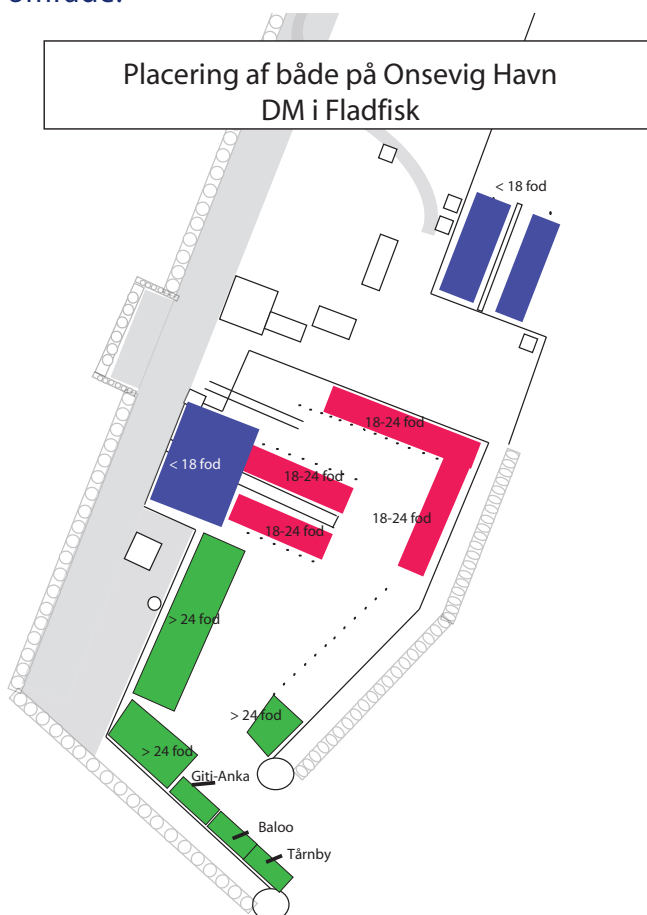 område.
Placering af både på Onsevig Havn
DM i Fladfisk
< 18 fod
18-24 fod
< 18 fod
18-24 fod
18-24 fod
18-24 fod
> 24 fod
> 24 fod
> 24 fod
Giti-Anka
Baloo
Tårnby